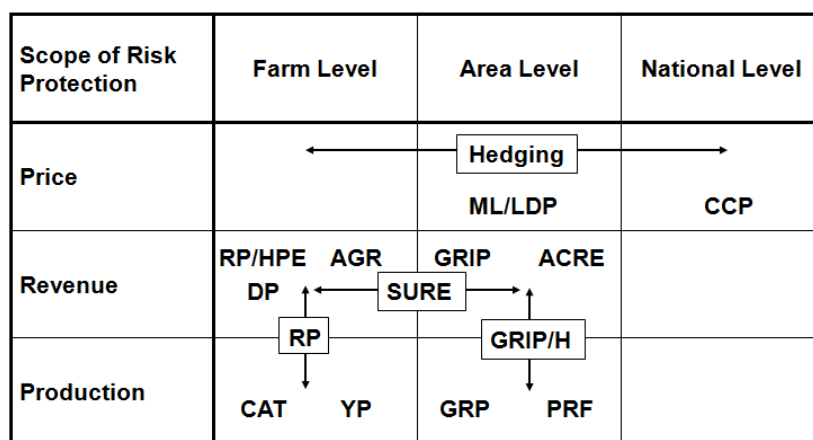 Scope of Risk
Protection
Farm Level
Area Level
National Level
Price
Hedging
ML/LDP
CCP
Revenue
RP/HPE
AGR
GRIP
ACRE
DP
SURE
RP
GRIP/H
Production
CAT
YP
GRP
PRF